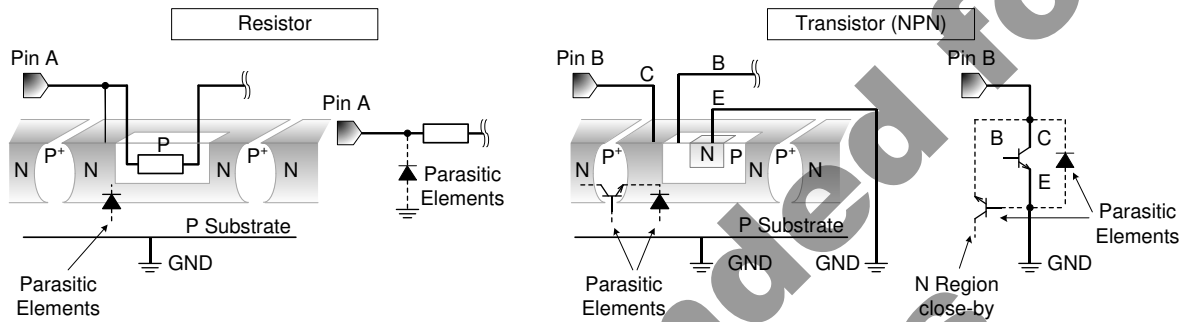 Resistor
Transistor (NPN)
Pin A
Pin A
N
P+
N
P
N
P+
N
Parasitic
Elements
P Substrate
GND
Parasitic
Elements
Pin B
C
B
E
N
P+
N
N
P
N
P+
N
P Substrate
GND
GND
Parasitic
Elements
Pin B
B
C
E
Parasitic
Elements
GND
N Region
close-by